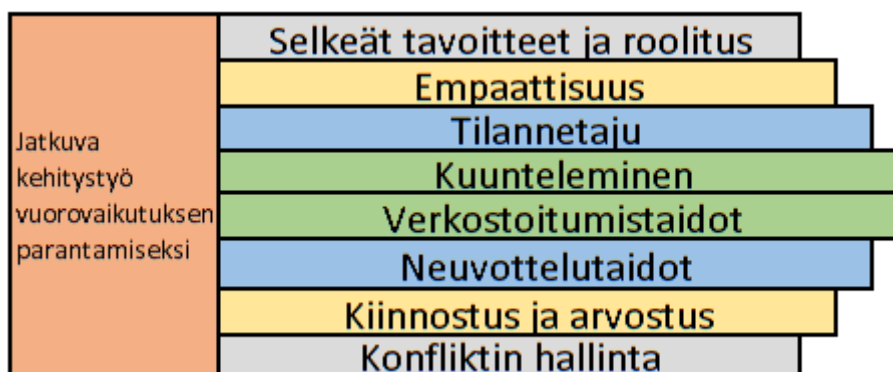 Jatkuva
kehitystyö
vuorovaikutuksen
parantamiseksi
Selkeät tavoitteet ja roolitus
Empaattisuus
Tilannetaju
Kuunteleminen
Verkostoitumistaidot
Neuvottelutaidot
Kiinnostus ja arvostus
Konfliktin hallinta